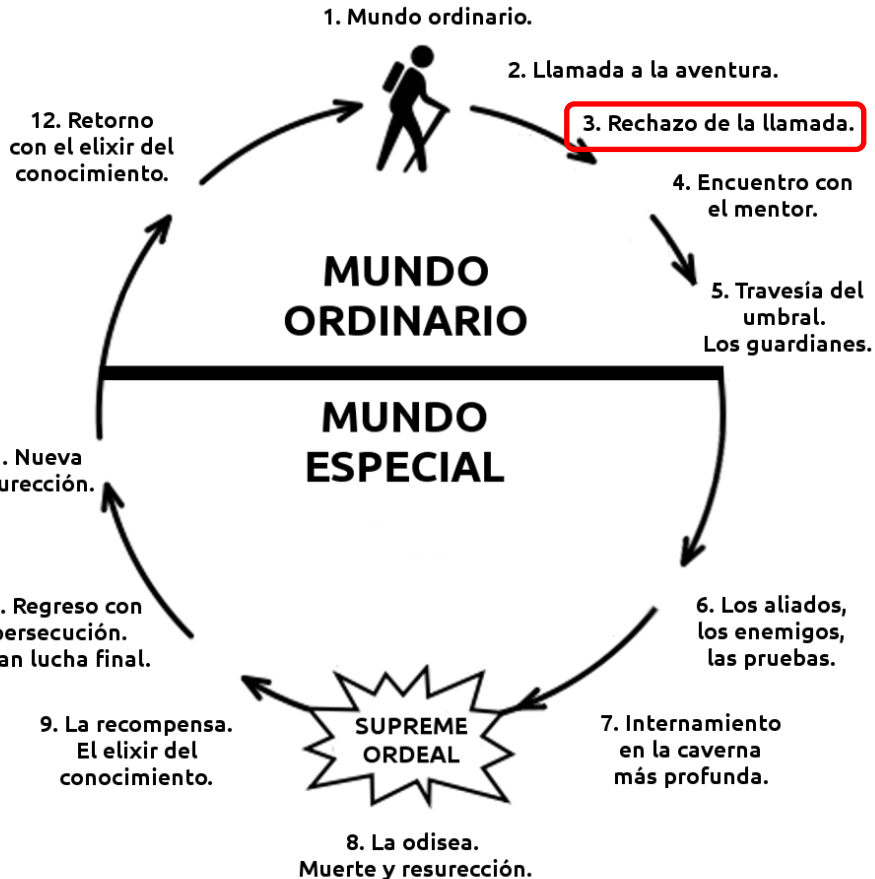 1. Mundo ordinario.
2. Llamada a la aventura.
3. Rechazo de la llamada.
4. Encuentro con
el mentor.
5. Travesía del
umbral.
Los guardianes.
MUNDO
ORDINARIO
MUNDO
ESPECIAL
6. Los aliados,
los enemigos,
las pruebas.
7. Internamiento
en la caverna
más profunda.
SUPREME
ORDEAL
8. La odisea.
Muerte y resurección.
9. La recompensa.
El elixir del
conocimiento.
. Regreso con
persecución.
an lucha final.
. Nueva
urección.
12. Retorno
con el elixir del
conocimiento.